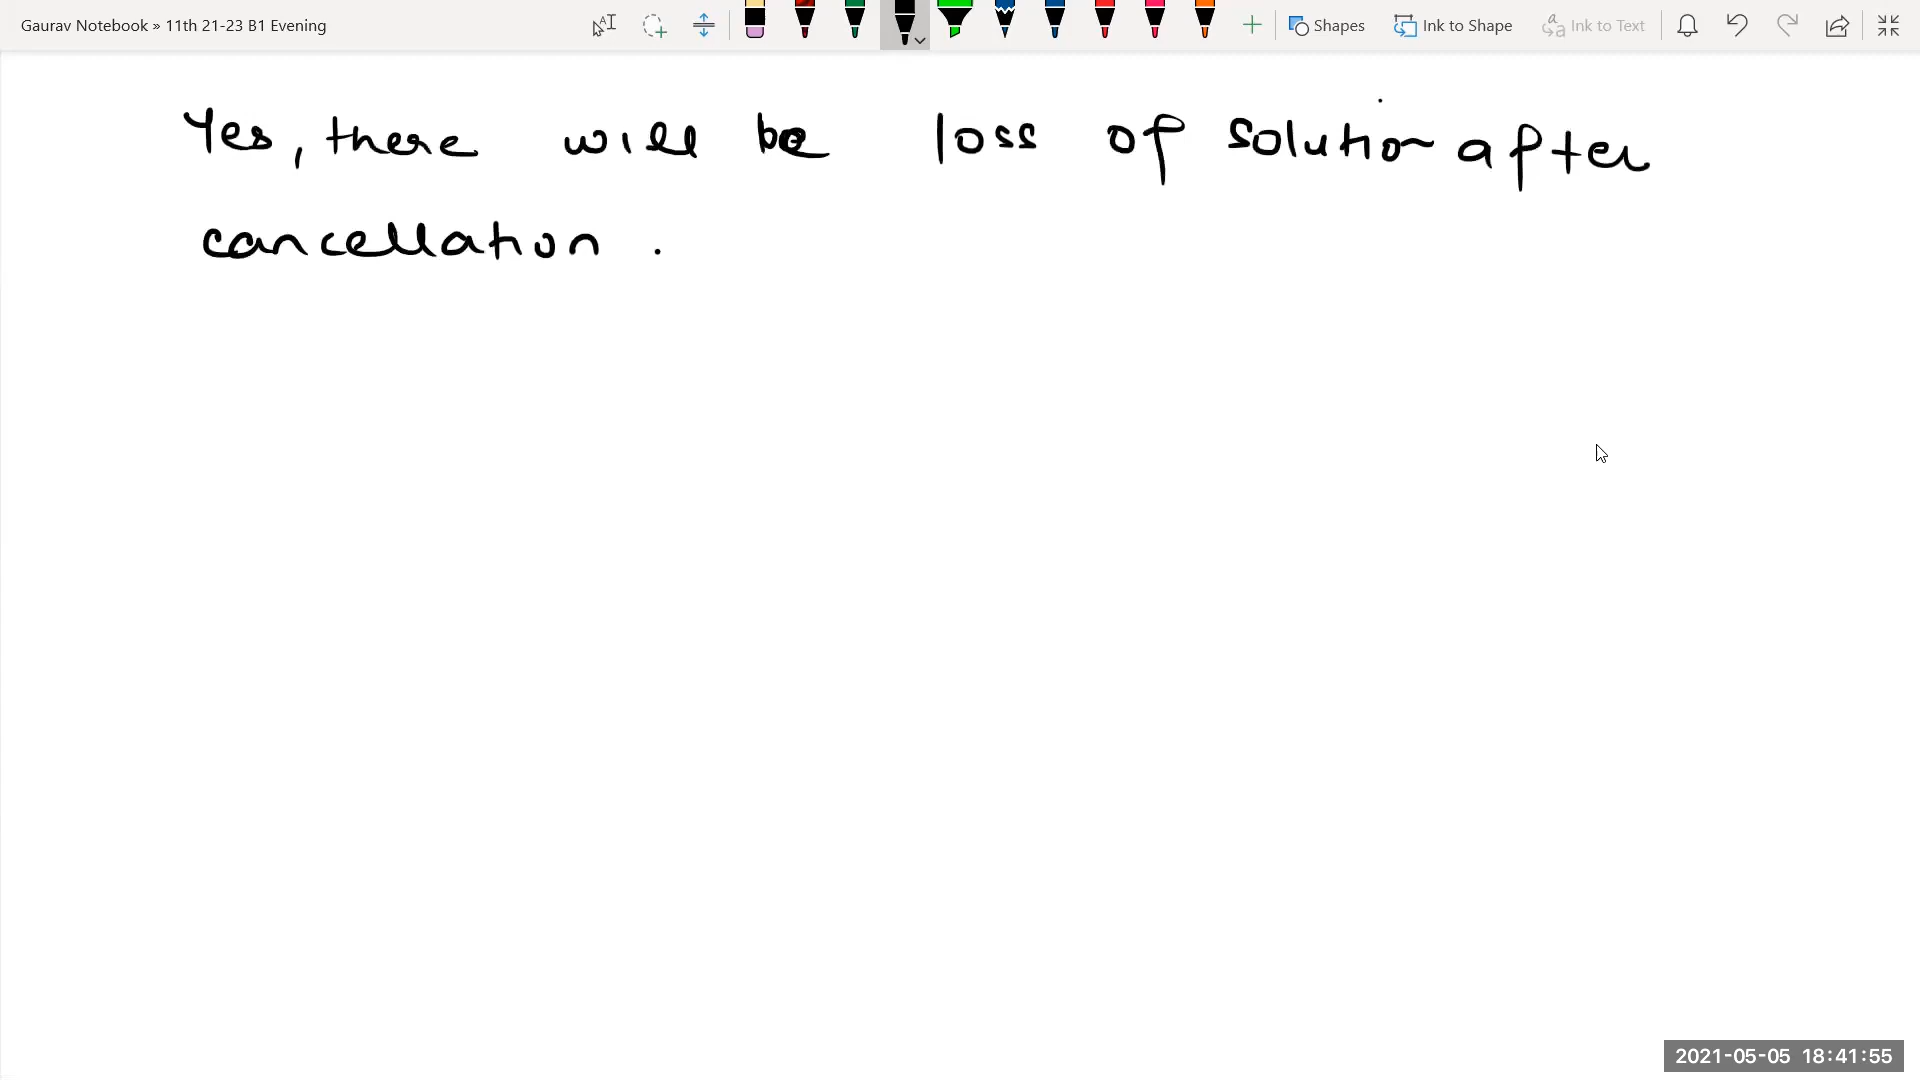 Gaurav Notebook » 11th 21-23 B1 Evening
Shapes
Ink to Shape
Ink to Text
Yes, there will be loss of solution after
cancellation .
2021-05-05 18:41:55